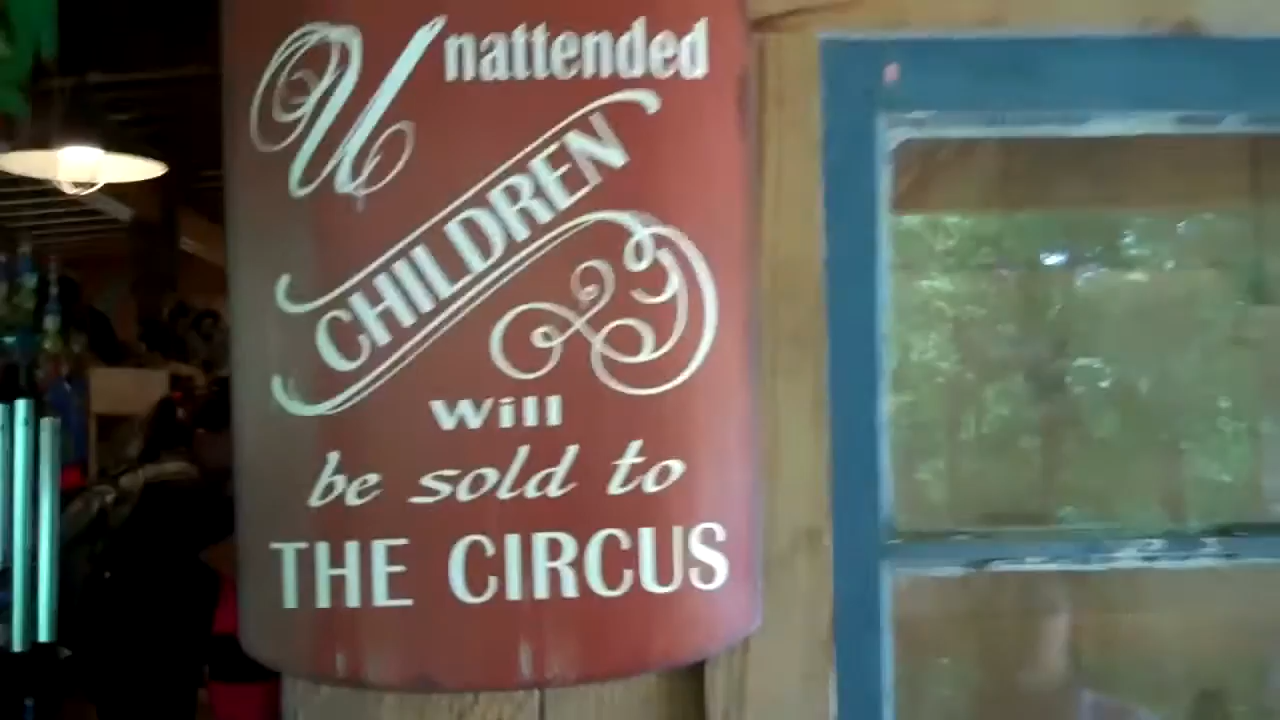 Unattended
CHILDREN
will
be sold to
THE CIRCUS